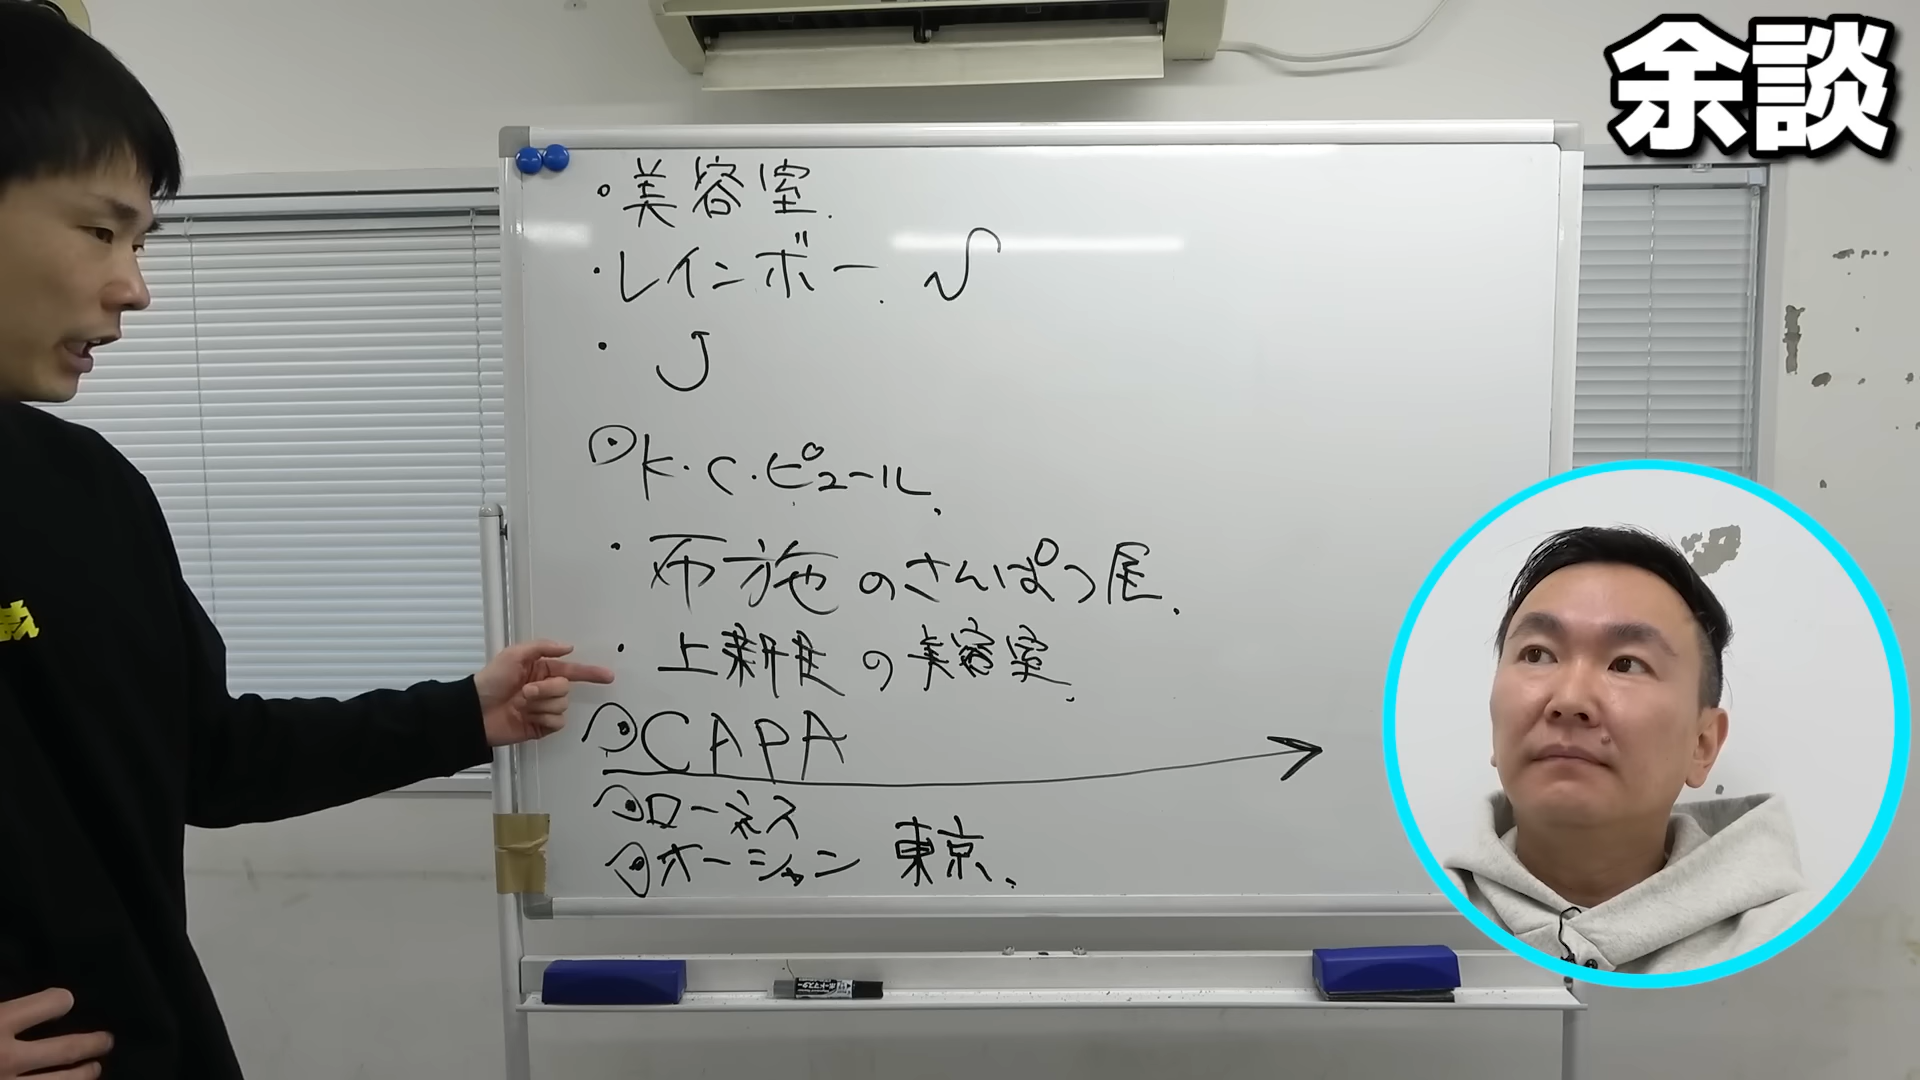 余談
・美容室.
・レインボー.
・J
・K.C.ピュール.
・布施のさんぱつ屋.
・上新庄の美容室.
・CAPA
・ローネス
・オーシャン 東京.